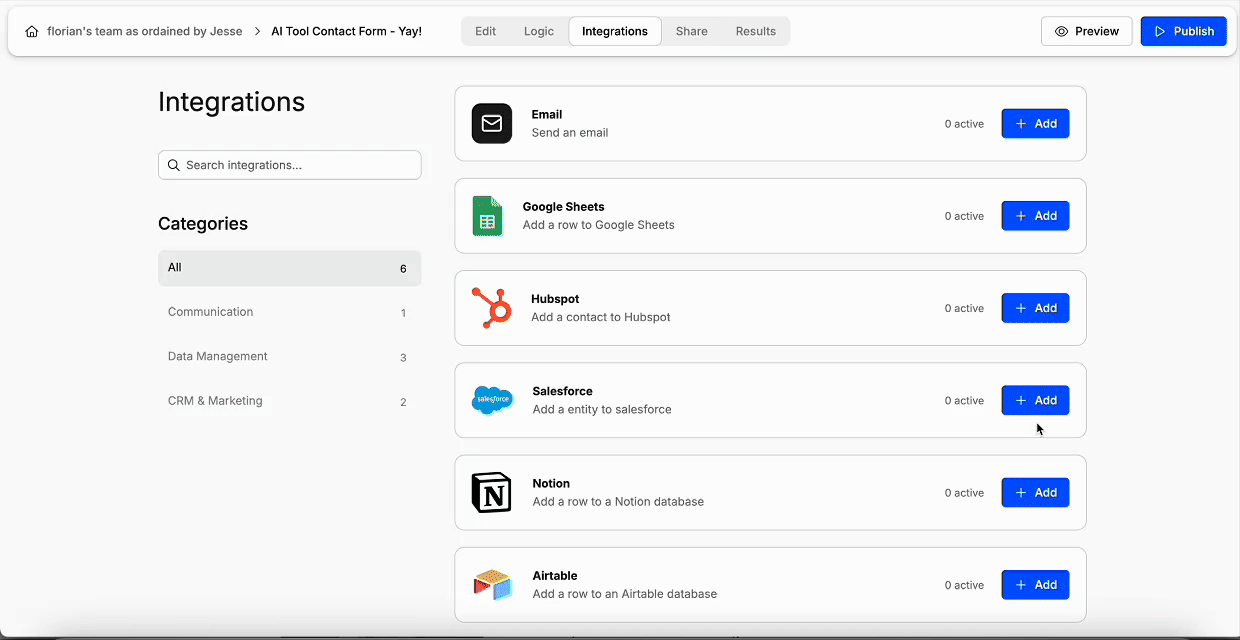 florian's team as ordained by Jesse > AI Tool Contact Form - Yay!
Edit
Logic
Integrations
Share
Results
Preview
Publish
Integrations
Search integrations...
Categories
All 6
Communication 1
Data Management 3
CRM & Marketing 2
Email
Send an email
0 active
+ Add
Google Sheets
Add a row to Google Sheets
0 active
+ Add
Hubspot
Add a contact to Hubspot
0 active
+ Add
salesforce
Salesforce
Add a entity to salesforce
0 active
+ Add
N
Notion
Add a row to a Notion database
0 active
+ Add
Airtable
Add a row to an Airtable database
0 active
+ Add